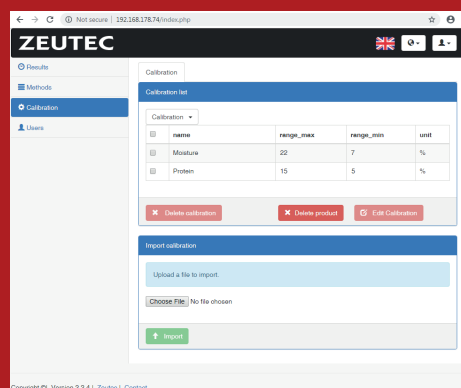 Not secure | 192.168.178.74/index.php
ZEUTEC
Results
Methods
Calibration
Users
Calibration
Calibration list
Calibration
name range_max range_min unit
Moisture 22 7 %
Protein 15 5 %
Delete calibration Delete product Edit Calibration
Import calibration
Upload a file to import.
Choose File No file chosen
Import